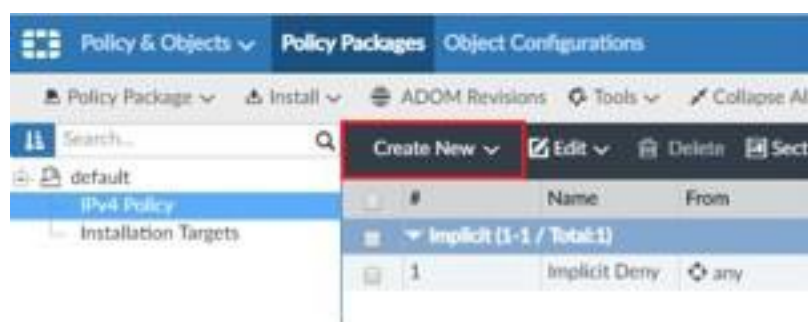 Policy & Objects Policy Packages Object Configurations
Policy Package Install ADOM Revisions Tools Collapse Al
Search... Create New Edit Delete Sect
default
# Name From
IPv4 Policy
Implicit (1-1 / Total:1)
Installation Targets
1 Implicit Deny any